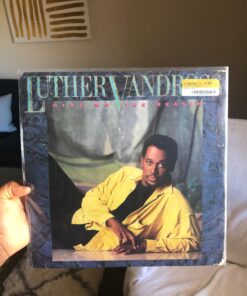 LUTHER VANDROSS
GIVE ME THE REASON